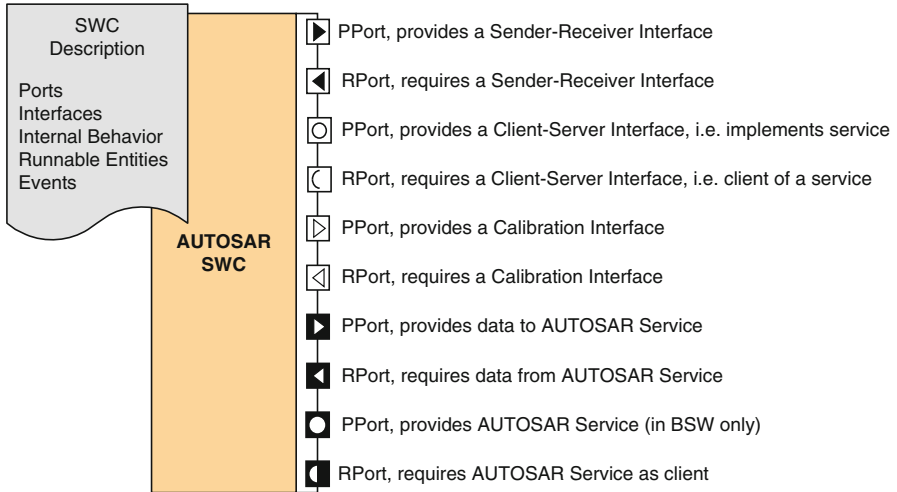 SWC
Description
Ports
Interfaces
Internal Behavior
Runnable Entities
Events
AUTOSAR
SWC
PPort, provides a Sender-Receiver Interface
RPort, requires a Sender-Receiver Interface
PPort, provides a Client-Server Interface, i.e. implements service
RPort, requires a Client-Server Interface, i.e. client of a service
PPort, provides a Calibration Interface
RPort, requires a Calibration Interface
PPort, provides data to AUTOSAR Service
RPort, requires data from AUTOSAR Service
PPort, provides AUTOSAR Service (in BSW only)
RPort, requires AUTOSAR Service as client